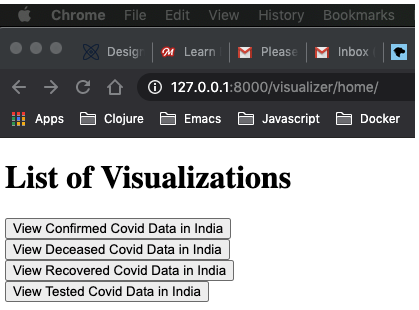 Chrome File Edit View History Bookmarks
Design Learn Please Inbox
127.0.0.1:8000/visualizer/home/
Apps Clojure Emacs Javascript Docker
List of Visualizations
View Confirmed Covid Data in India
View Deceased Covid Data in India
View Recovered Covid Data in India
View Tested Covid Data in India